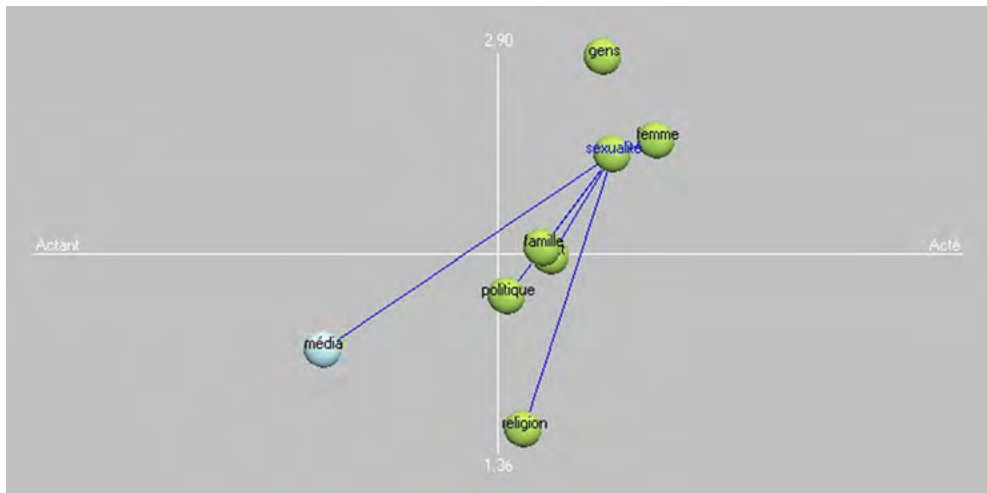 2.90
gens
femme
sexualité
Actant
Acté
famille
politique
média
religion
1.36